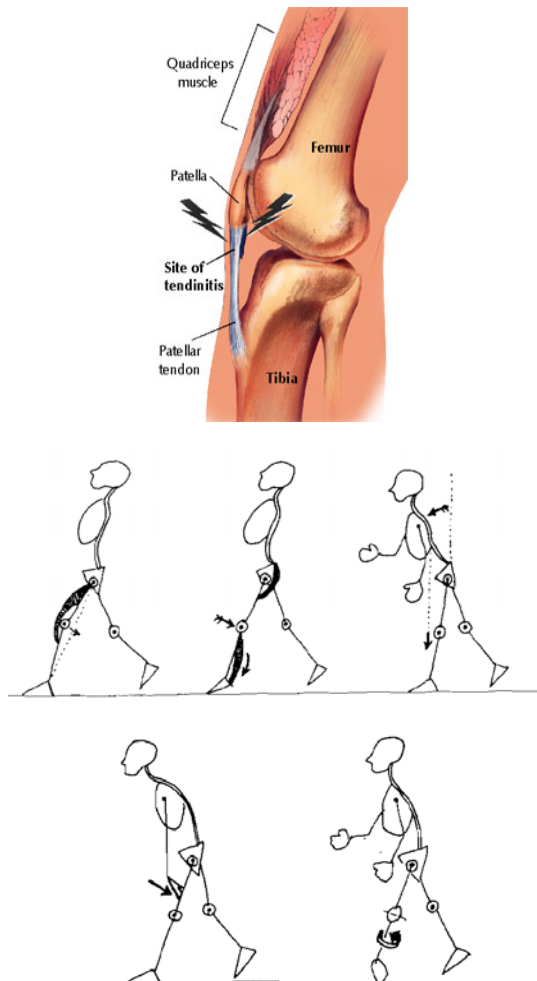 Quadriceps
muscle
Femur
Patella
Site of
tendinitis
Patellar
tendon
Tibia